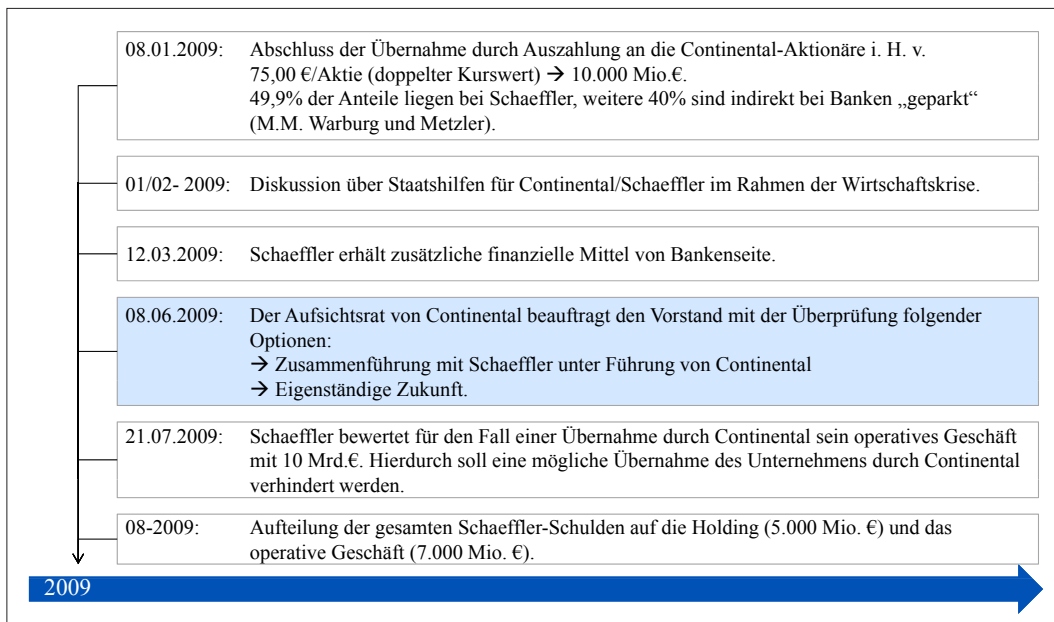 08.01.2009: Abschluss der Übernahme durch Auszahlung an die Continental-Aktionäre i. H. v.
75,00 €/Aktie (doppelter Kurswert) → 10.000 Mio.€.
49,9% der Anteile liegen bei Schaeffler, weitere 40% sind indirekt bei Banken „geparkt“
(M.M. Warburg und Metzler).
01/02- 2009: Diskussion über Staatshilfen für Continental/Schaeffler im Rahmen der Wirtschaftskrise.
12.03.2009: Schaeffler erhält zusätzliche finanzielle Mittel von Bankenseite.
08.06.2009: Der Aufsichtsrat von Continental beauftragt den Vorstand mit der Überprüfung folgender
Optionen:
→ Zusammenführung mit Schaeffler unter Führung von Continental
→ Eigenständige Zukunft.
21.07.2009: Schaeffler bewertet für den Fall einer Übernahme durch Continental sein operatives Geschäft
mit 10 Mrd.€. Hierdurch soll eine mögliche Übernahme des Unternehmens durch Continental
verhindert werden.
08-2009: Aufteilung der gesamten Schaeffler-Schulden auf die Holding (5.000 Mio. €) und das
operative Geschäft (7.000 Mio. €).
2009